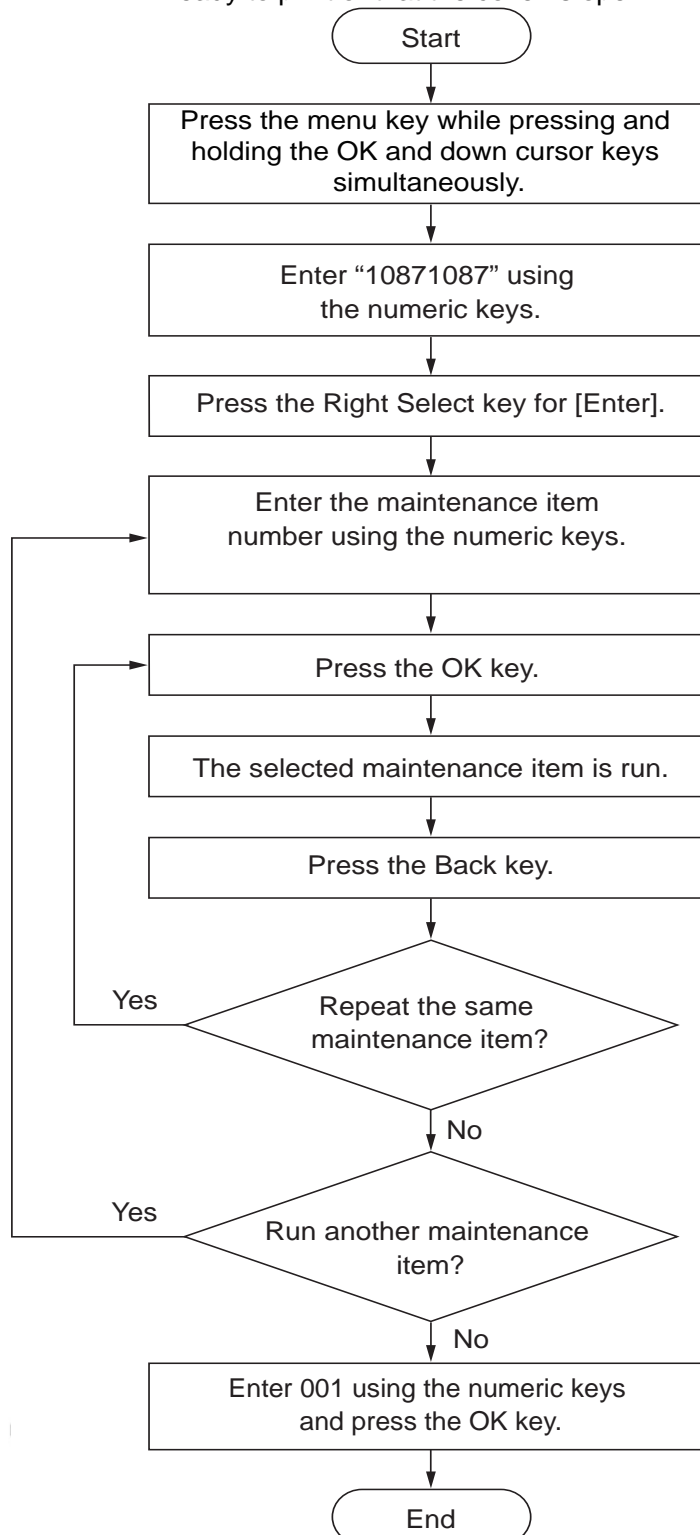 Start
Press the menu key while pressing and
holding the OK and down cursor keys
simultaneously.
Enter “10871087” using
the numeric keys.
Press the Right Select key for [Enter].
Enter the maintenance item
number using the numeric keys.
Press the OK key.
The selected maintenance item is run.
Press the Back key.
Yes
Repeat the same
maintenance item?
No
Yes
Run another maintenance
item?
No
Enter 001 using the numeric keys
and press the OK key.
End